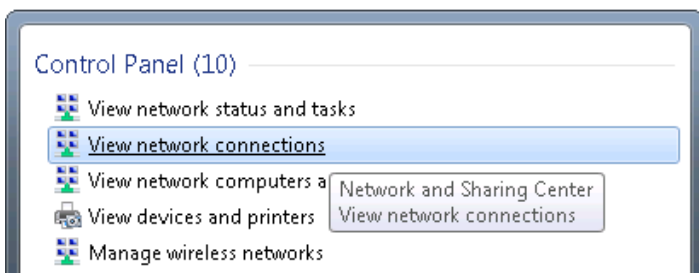 Control Panel (10)
View network status and tasks
View network connections
View network computers a
Network and Sharing Center
View network connections
View devices and printers
Manage wireless networks